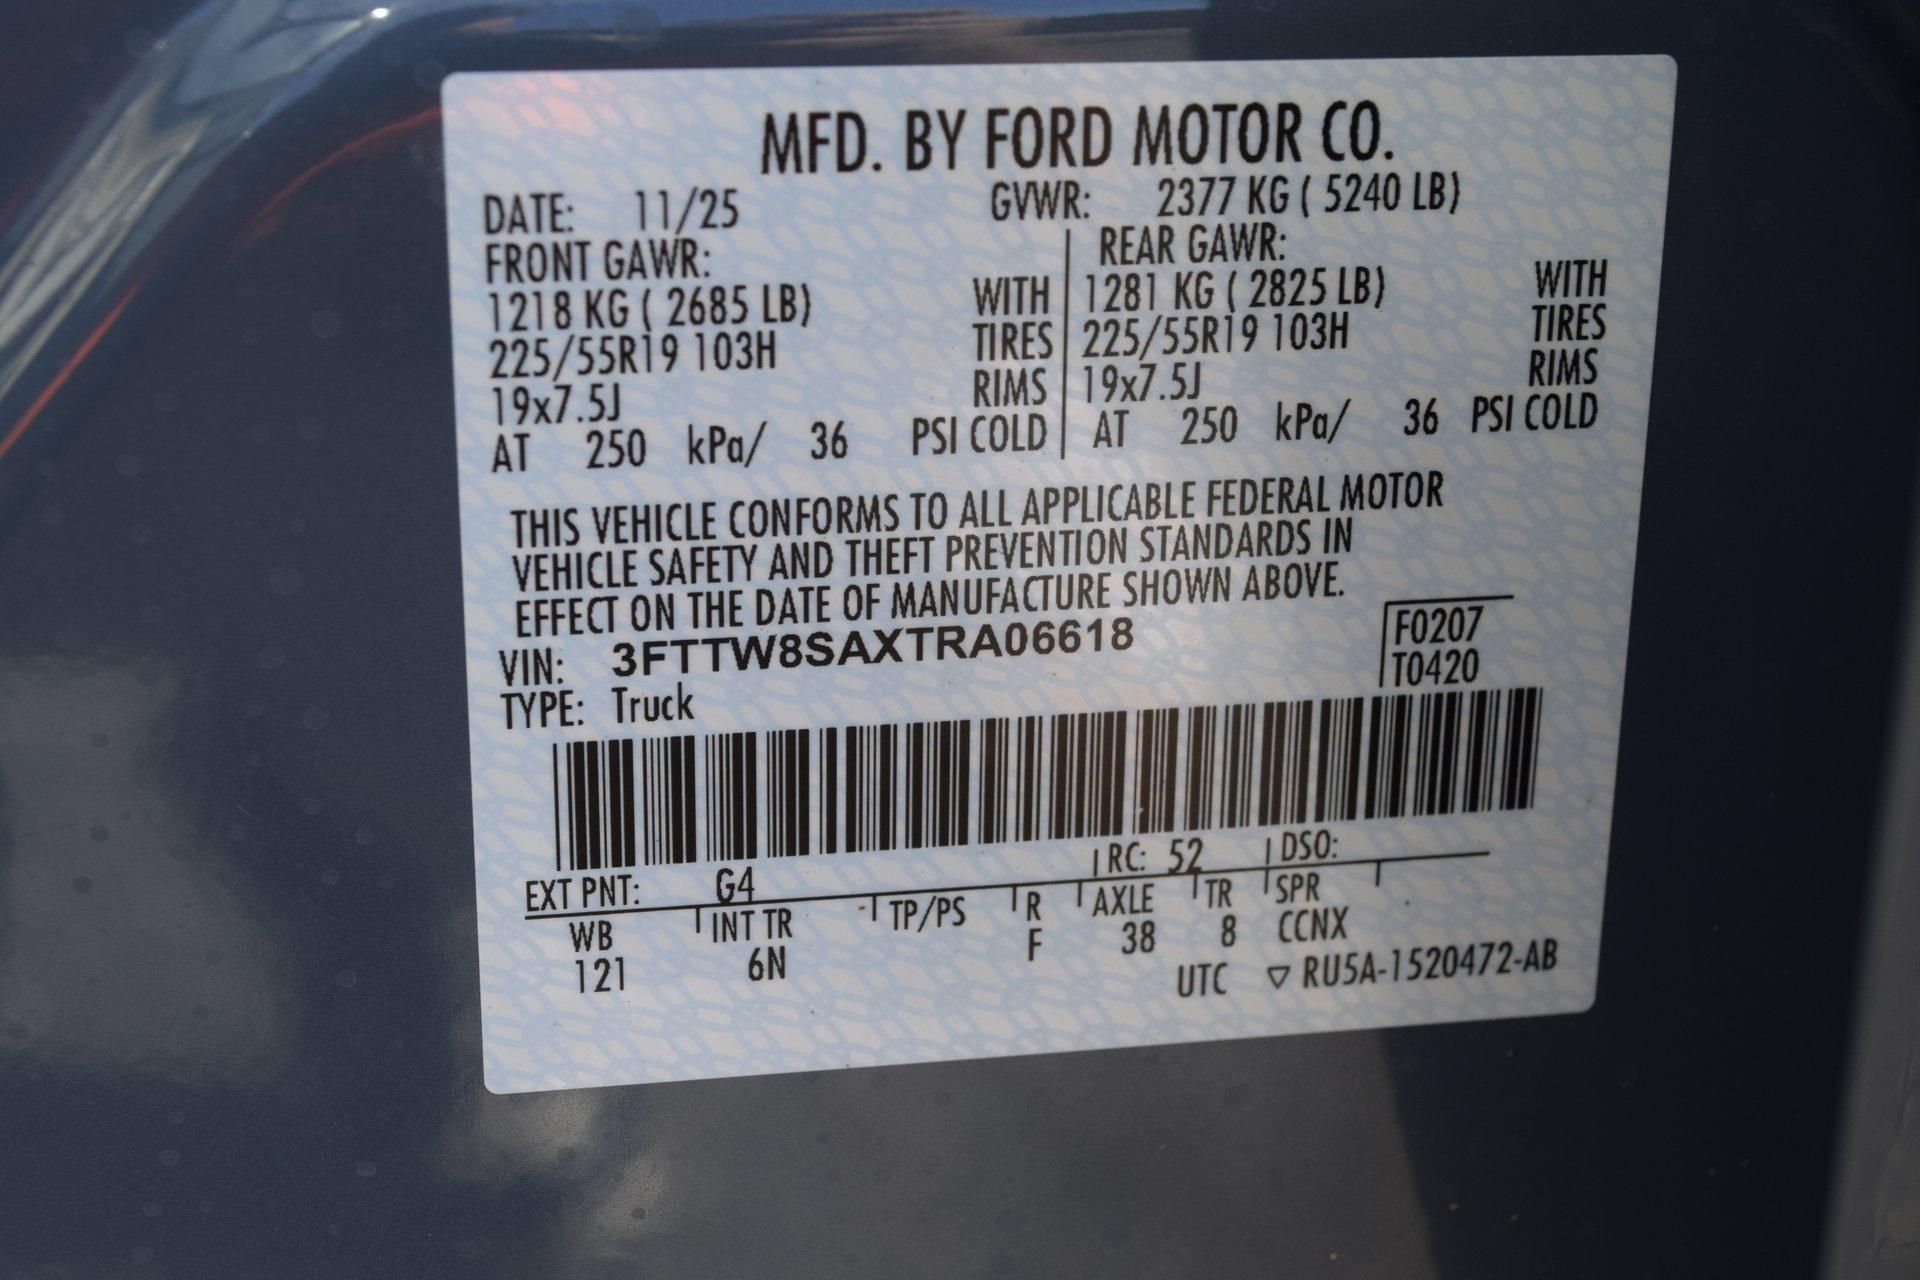 MFD. BY FORD MOTOR CO.
DATE: 11/25 GVWR: 2377 KG ( 5240 LB)
FRONT GAWR: REAR GAWR:
1218 KG ( 2685 LB) WITH 1281 KG ( 2825 LB) WITH
225/55R19 103H TIRES 225/55R19 103H TIRES
19x7.5J RIMS 19x7.5J RIMS
AT 250 kPa/ 36 PSI COLD AT 250 kPa/ 36 PSI COLD
THIS VEHICLE CONFORMS TO ALL APPLICABLE FEDERAL MOTOR
VEHICLE SAFETY AND THEFT PREVENTION STANDARDS IN
EFFECT ON THE DATE OF MANUFACTURE SHOWN ABOVE.
F0207
VIN: 3FTTW8SAXTRA06618
T0420
TYPE: Truck
EXT PNT: G4 RC: 52 DSO:
WB INT TR TP/PS R AXLE TR SPR
121 6N F 38 8 CCNX
UTC ▽ RU5A-1520472-AB